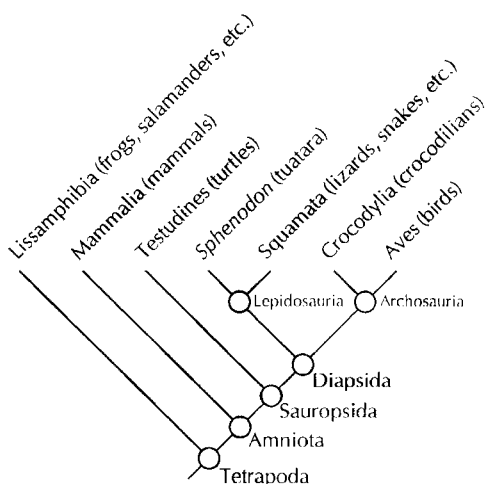 Lissamphibia (frogs, salamanders, etc.)
Mammalia (mammals)
Testudines (turtles)
Sphenodon (tuatara)
Squamata (lizards, snakes, etc.)
Crocodylia (crocodilians)
Aves (birds)
Lepidosauria
Archosauria
Diapsida
Sauropsida
Amniota
Tetrapoda